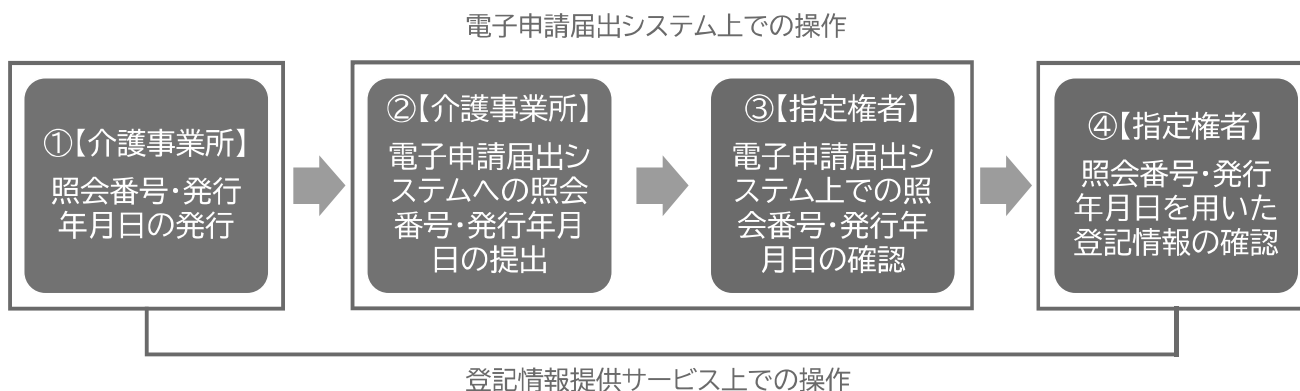 電子申請届出システム上での操作
①【介護事業所】
照会番号・発行
年月日の発行
②【介護事業所】
電子申請届出シ
ステムへの照会
番号・発行年月
日の提出
③【指定権者】
電子申請届出シ
ステム上での照
会番号・発行年
月日の確認
④【指定権者】
照会番号・発行
年月日を用いた
登記情報の確認
登記情報提供サービス上での操作